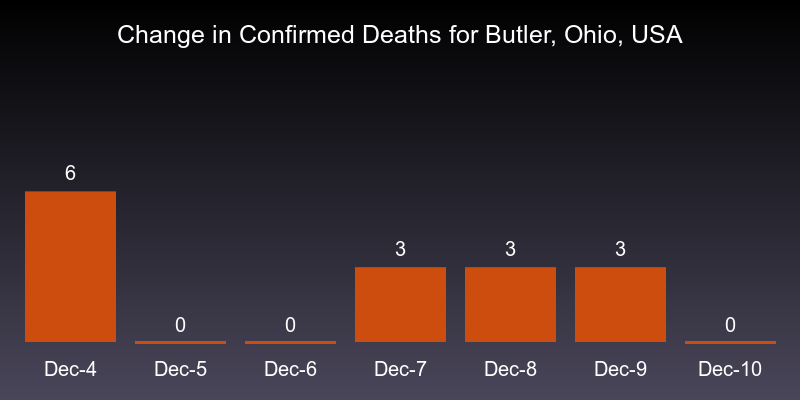 Change in Confirmed Deaths for Butler, Ohio, USA
6
0
0
3
3
3
0
Dec-4
Dec-5
Dec-6
Dec-7
Dec-8
Dec-9
Dec-10